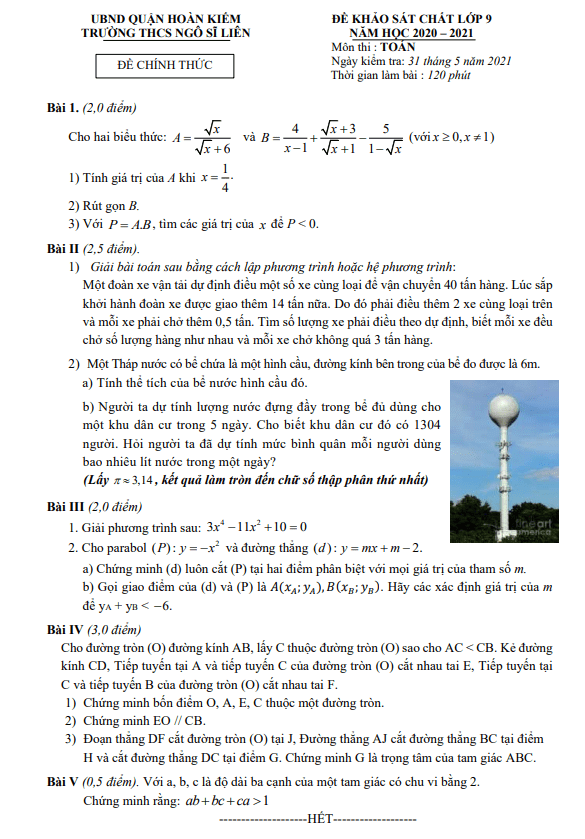 UBND QUẬN HOÀN KIẾM
TRƯỜNG THCS NGÔ SĨ LIÊN
ĐỀ CHÍNH THỨC
ĐỀ KHẢO SÁT CHẤT LỚP 9
NĂM HỌC 2020 – 2021
Môn thi : TOÁN
Ngày kiểm tra: 31 tháng 5 năm 2021
Thời gian làm bài : 120 phút
Bài 1. (2,0 điểm)
Cho hai biểu thức: A = √x/(√x + 6) và B = 4/(x − 1) + (√x + 3)/(√x + 1) − 5/(1 − √x) (với x ≥ 0, x ≠ 1)
1) Tính giá trị của A khi x = 1/4.
2) Rút gọn B.
3) Với P = A.B, tìm các giá trị của x để P < 0.
Bài II (2,5 điểm).
1) Giải bài toán sau bằng cách lập phương trình hoặc hệ phương trình:
Một đoàn xe vận tải dự định điều một số xe cùng loại để vận chuyển 40 tấn hàng. Lúc sắp
khởi hành đoàn xe được giao thêm 14 tấn nữa. Do đó phải điều thêm 2 xe cùng loại trên
và mỗi xe phải chở thêm 0,5 tấn. Tìm số lượng xe phải điều theo dự định, biết mỗi xe đều
chở số lượng hàng như nhau và mỗi xe chở không quá 3 tấn hàng.
2) Một Tháp nước có bể chứa là một hình cầu, đường kính bên trong của bể đo được là 6m.
a) Tính thể tích của bể nước hình cầu đó.
b) Người ta dự tính lượng nước đựng đầy trong bể đủ dùng cho
một khu dân cư trong 5 ngày. Cho biết khu dân cư đó có 1304
người. Hỏi người ta đã dự tính mức bình quân mỗi người dùng
bao nhiêu lít nước trong một ngày?
(Lấy π ≈ 3,14, kết quả làm tròn đến chữ số thập phân thứ nhất)
fineart
america
Bài III (2,0 điểm)
1. Giải phương trình sau: 3x⁴ − 11x² + 10 = 0
2. Cho parabol (P): y = −x² và đường thẳng (d): y = mx + m − 2.
a) Chứng minh (d) luôn cắt (P) tại hai điểm phân biệt với mọi giá trị của tham số m.
b) Gọi giao điểm của (d) và (P) là A(x_A; y_A), B(x_B; y_B). Hãy các xác định giá trị của m
để y_A + y_B < −6.
Bài IV (3,0 điểm)
Cho đường tròn (O) đường kính AB, lấy C thuộc đường tròn (O) sao cho AC < CB. Kẻ đường
kính CD, Tiếp tuyến tại A và tiếp tuyến C của đường tròn (O) cắt nhau tai E, Tiếp tuyến tại
C và tiếp tuyến B của đường tròn (O) cắt nhau tai F.
1) Chứng minh bốn điểm O, A, E, C thuộc một đường tròn.
2) Chứng minh EO // CB.
3) Đoạn thẳng DF cắt đường tròn (O) tại J, Đường thẳng AJ cắt đường thẳng BC tại điểm
H và cắt đường thẳng DC tại điểm G. Chứng minh G là trọng tâm của tam giác ABC.
Bài V (0,5 điểm). Với a, b, c là độ dài ba cạnh của một tam giác có chu vi bằng 2.
Chứng minh rằng: ab + bc + ca > 1
---------------------HẾT--------------------